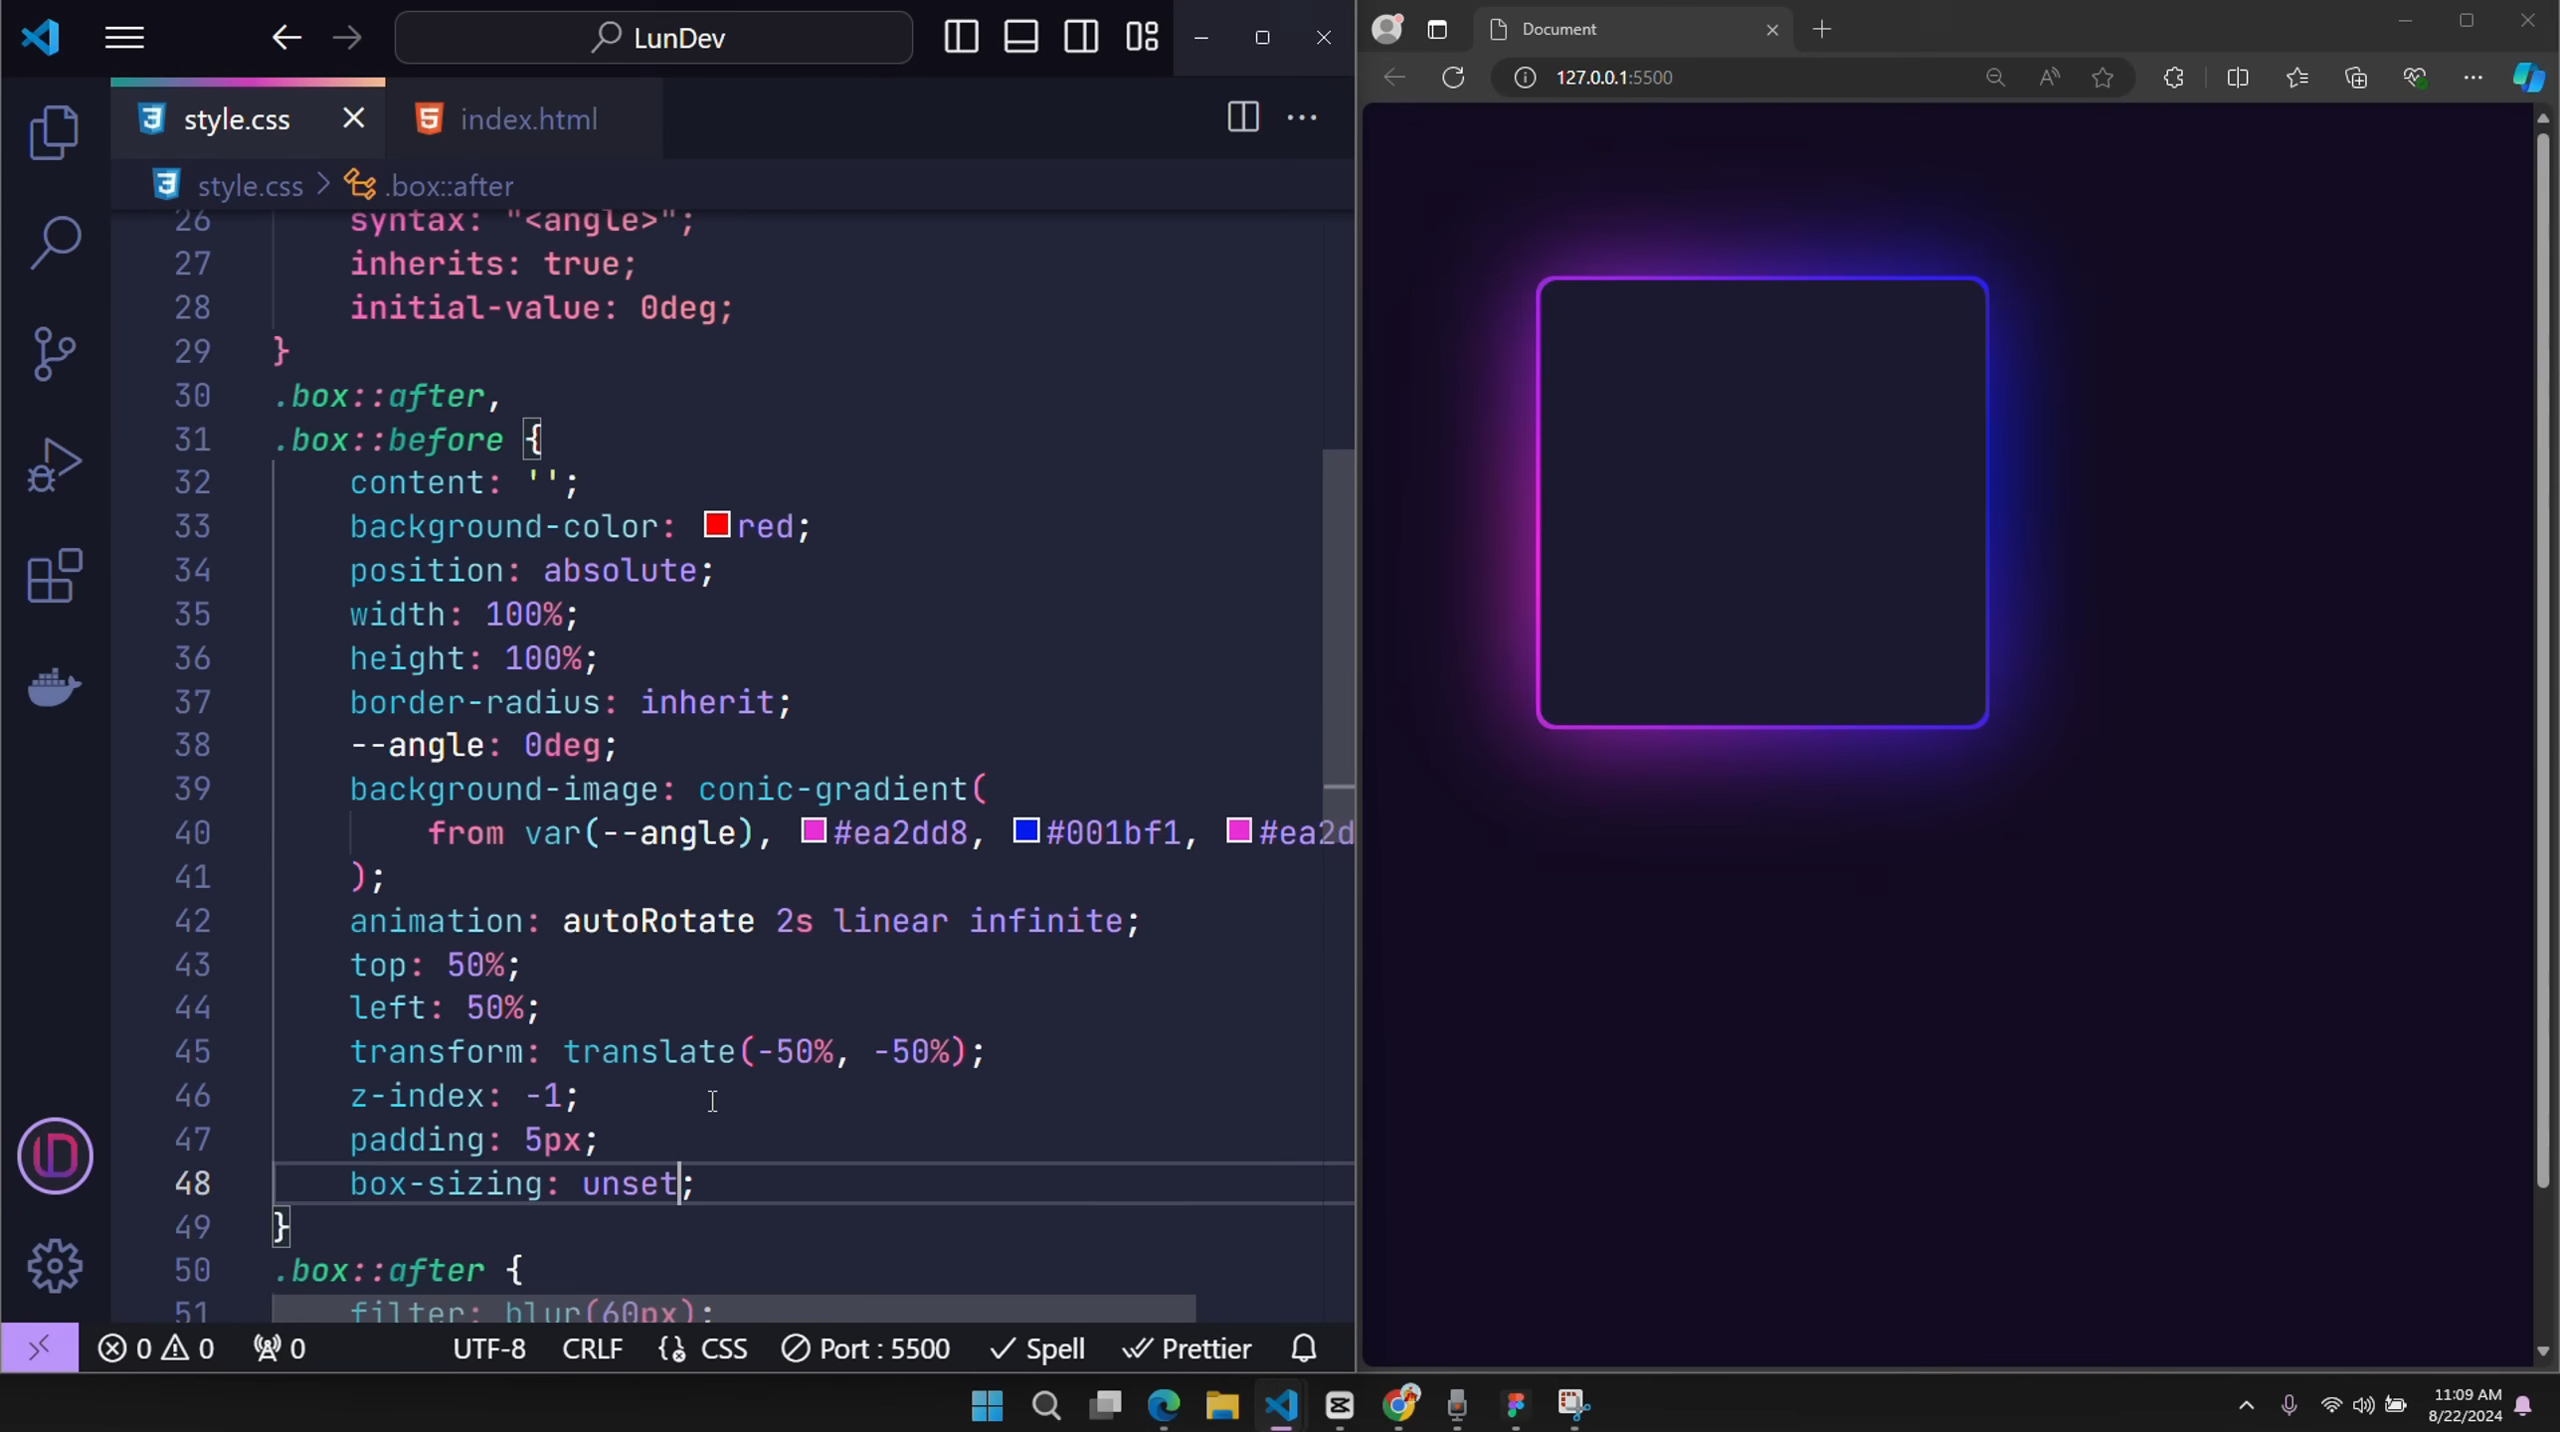 LunDev
style.css
index.html
style.css > .box::after
26 syntax: "<angle>";
27 inherits: true;
28 initial-value: 0deg;
29 }
30 .box::after,
31 .box::before {
32 content: '';
33 background-color: red;
34 position: absolute;
35 width: 100%;
36 height: 100%;
37 border-radius: inherit;
38 --angle: 0deg;
39 background-image: conic-gradient(
40 from var(--angle), #ea2dd8, #001bf1, #ea2d
41 );
42 animation: autoRotate 2s linear infinite;
43 top: 50%;
44 left: 50%;
45 transform: translate(-50%, -50%);
46 z-index: -1;
47 padding: 5px;
48 box-sizing: unset;
49 }
50 .box::after {
51 filter: blur(60px);
0 0 0 UTF-8 CRLF CSS Port : 5500 Spell Prettier
Document
127.0.0.1:5500
11:09 AM
8/22/2024